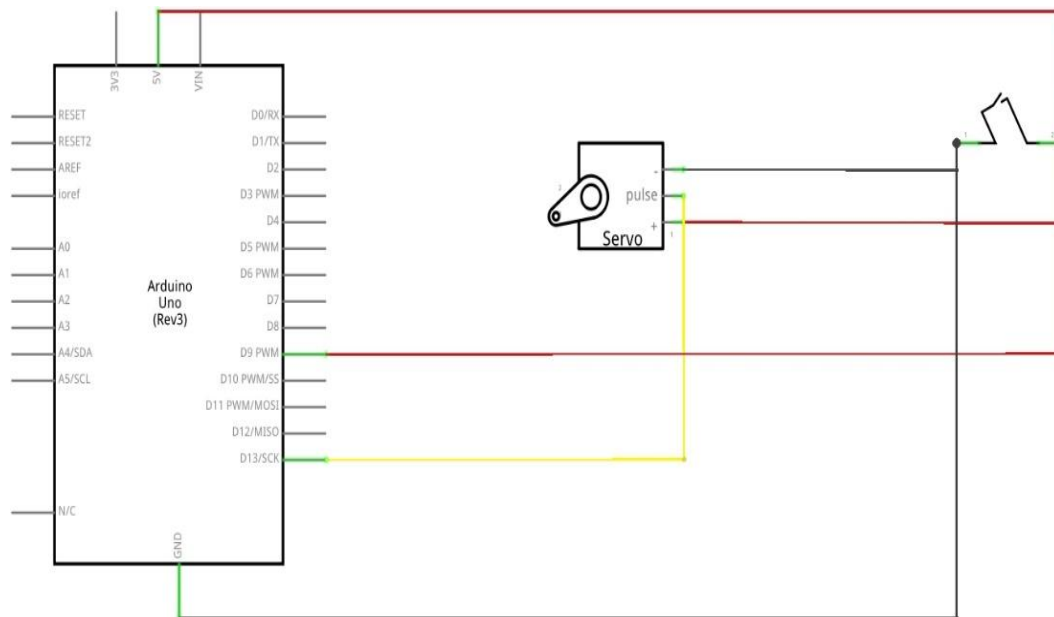 3V3
5V
VIN
RESET
RESET2
AREF
ioref
A0
A1
A2
A3
A4/SDA
A5/SCL
N/C
Arduino
Uno
(Rev3)
D0/RX
D1/TX
D2
D3 PWM
D4
D5 PWM
D6 PWM
D7
D8
D9 PWM
D10 PWM/SS
D11 PWM/MOSI
D12/MISO
D13/SCK
GND
-
pulse
+
Servo
2
1
1
2